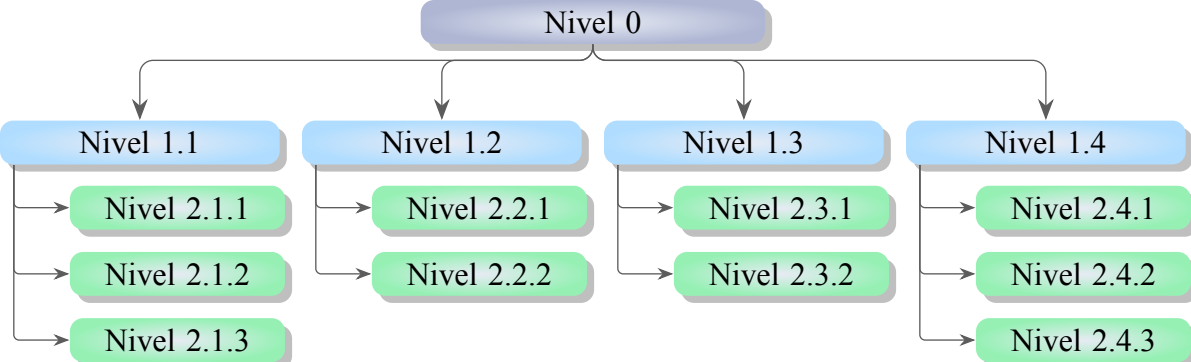 Nivel 0
Nivel 1.1
Nivel 1.2
Nivel 1.3
Nivel 1.4
Nivel 2.1.1
Nivel 2.2.1
Nivel 2.3.1
Nivel 2.4.1
Nivel 2.1.2
Nivel 2.2.2
Nivel 2.3.2
Nivel 2.4.2
Nivel 2.1.3
Nivel 2.4.3